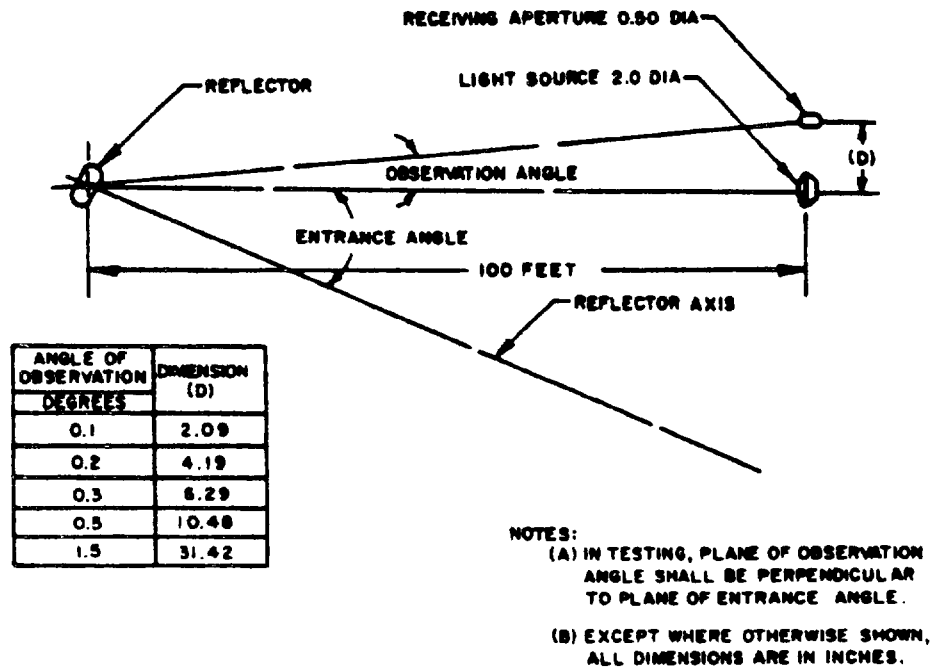 RECEIVING APERTURE 0.50 DIA
REFLECTOR
LIGHT SOURCE 2.0 DIA
(D)
OBSERVATION ANGLE
ENTRANCE ANGLE
100 FEET
REFLECTOR AXIS
ANGLE OF OBSERVATION
DEGREES
DIMENSION (D)
0.1 2.09
0.2 4.19
0.3 6.29
0.5 10.48
1.5 31.42
NOTES:
(A) IN TESTING, PLANE OF OBSERVATION
ANGLE SHALL BE PERPENDICULAR
TO PLANE OF ENTRANCE ANGLE.
(B) EXCEPT WHERE OTHERWISE SHOWN,
ALL DIMENSIONS ARE IN INCHES.